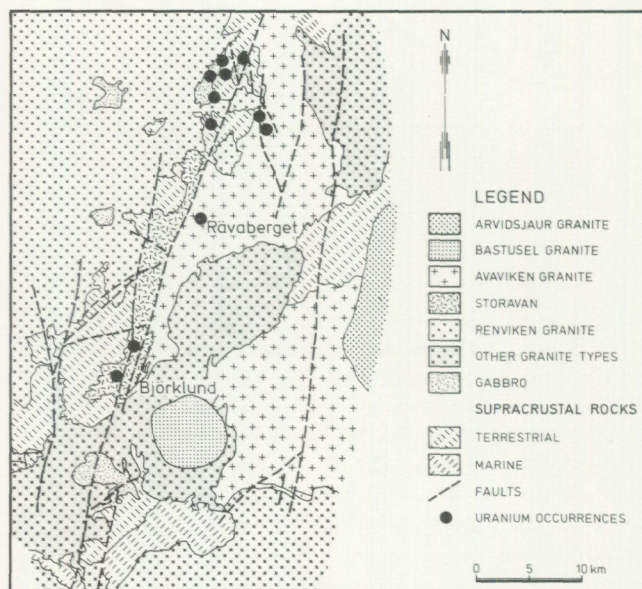 N
Rävaberget
Björklund
LEGEND
ARVIDSJAUR GRANITE
BASTUSEL GRANITE
AVAVIKEN GRANITE
STORAVAN
RENVIKEN GRANITE
OTHER GRANITE TYPES
GABBRO
SUPRACRUSTAL ROCKS
TERRESTRIAL
MARINE
FAULTS
URANIUM OCCURRENCES
0 5 10 km